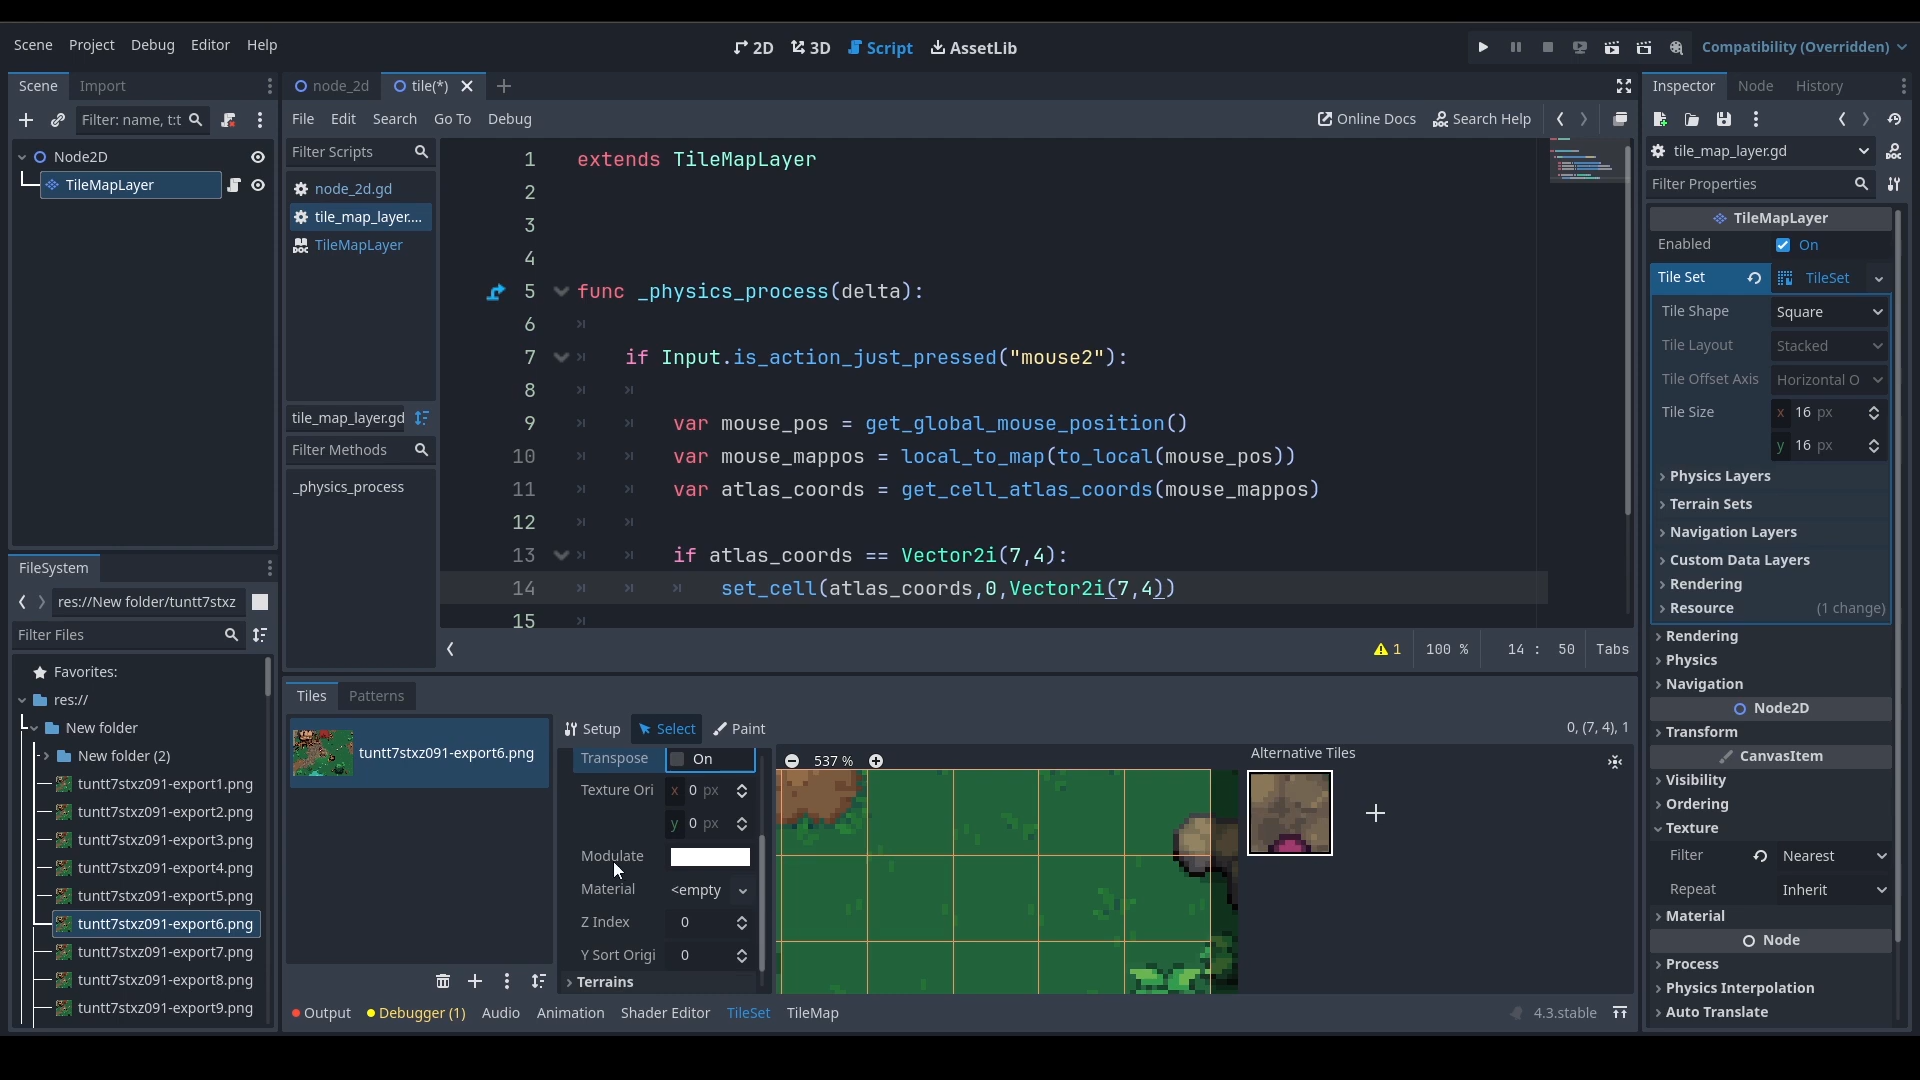 Scene Project Debug Editor Help
2D 3D Script AssetLib
Compatibility (Overridden)
Scene Import
Filter: name, t:t
Node2D
TileMapLayer
FileSystem
res://New folder/tuntt7stxz
Filter Files
Favorites:
res://
New folder
New folder (2)
tuntt7stxz091-export1.png
tuntt7stxz091-export2.png
tuntt7stxz091-export3.png
tuntt7stxz091-export4.png
tuntt7stxz091-export5.png
tuntt7stxz091-export6.png
tuntt7stxz091-export7.png
tuntt7stxz091-export8.png
tuntt7stxz091-export9.png
node_2d tile(*)
File Edit Search Go To Debug
Online Docs Search Help
Filter Scripts
node_2d.gd
tile_map_layer....
TileMapLayer
tile_map_layer.gd
Filter Methods
_physics_process
1 extends TileMapLayer
2
3
4
5 func _physics_process(delta):
6
7 if Input.is_action_just_pressed("mouse2"):
8
9 var mouse_pos = get_global_mouse_position()
10 var mouse_mappos = local_to_map(to_local(mouse_pos))
11 var atlas_coords = get_cell_atlas_coords(mouse_mappos)
12
13 if atlas_coords == Vector2i(7,4):
14 set_cell(atlas_coords,0,Vector2i(7,4))
15
1 100 % 14 : 50 Tabs
Tiles Patterns
tuntt7stxz091-export6.png
Setup Select Paint
0, (7, 4), 1
Transpose On
Texture Ori x 0 px
y 0 px
Modulate
Material <empty
Z Index 0
Y Sort Origi 0
Terrains
537 %
Alternative Tiles
Output Debugger (1) Audio Animation Shader Editor TileSet TileMap
4.3.stable
Inspector Node History
tile_map_layer.gd
Filter Properties
TileMapLayer
Enabled On
Tile Set TileSet
Tile Shape Square
Tile Layout Stacked
Tile Offset Axis Horizontal O
Tile Size x 16 px
y 16 px
Physics Layers
Terrain Sets
Navigation Layers
Custom Data Layers
Rendering
Resource (1 change)
Rendering
Physics
Navigation
Node2D
Transform
CanvasItem
Visibility
Ordering
Texture
Filter Nearest
Repeat Inherit
Material
Node
Process
Physics Interpolation
Auto Translate